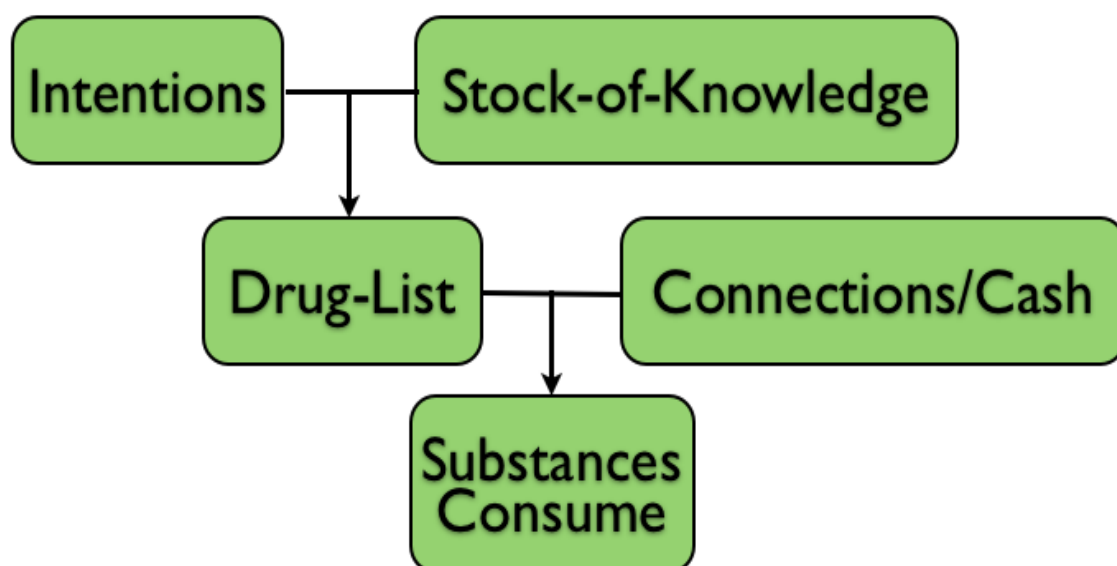 Intentions
Stock-of-Knowledge
Drug-List
Connections/Cash
Substances
Consume